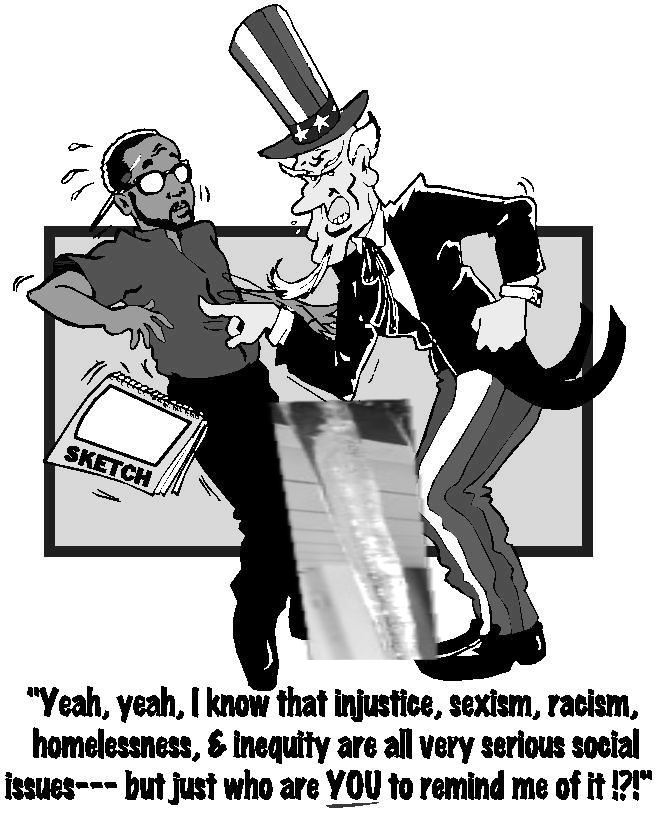 SKETCH
"Yeah, yeah, I know that injustice, sexism, racism,
homelessness, & inequity are all very serious social
issues--- but just who are YOU to remind me of it !?!"